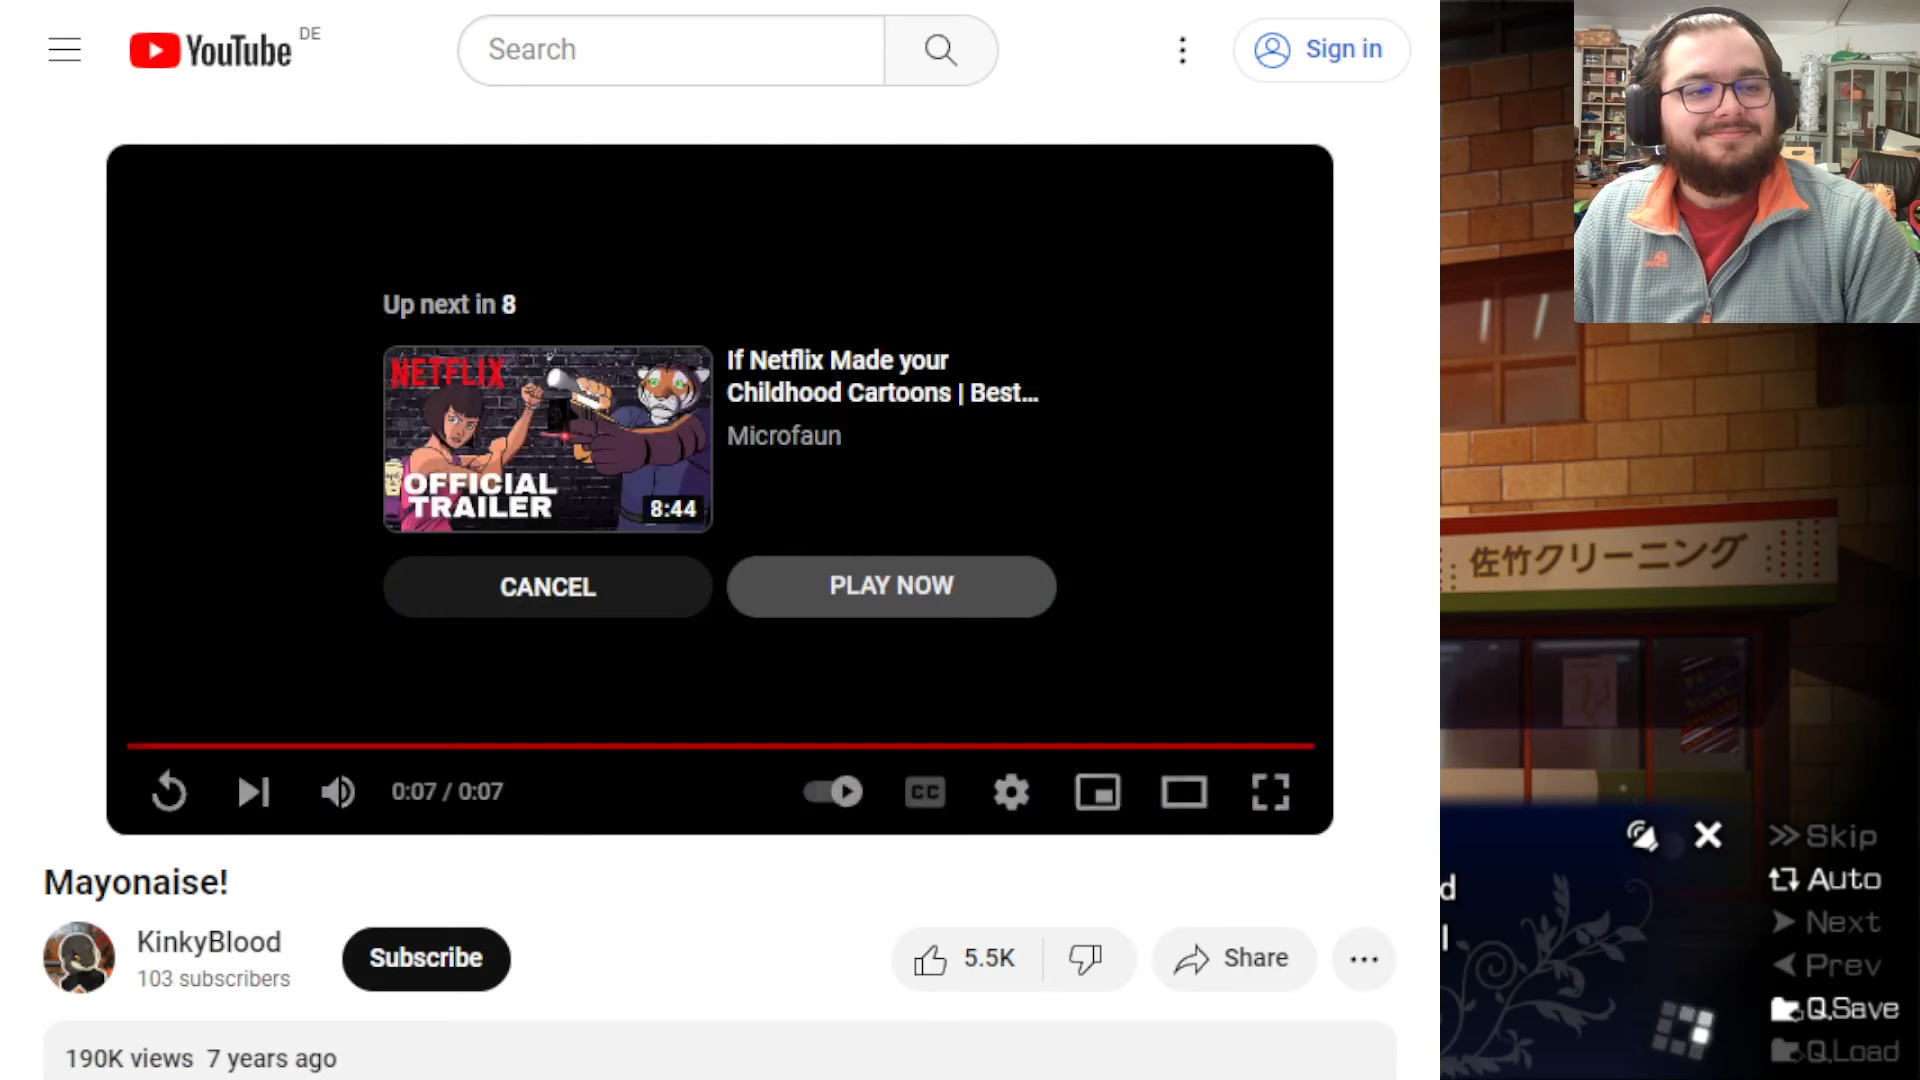 YouTube DE
Search
Sign in
Up next in 8
NETFLIX
OFFICIAL
TRAILER
8:44
If Netflix Made your
Childhood Cartoons | Best...
Microfaun
CANCEL
PLAY NOW
0:07 / 0:07
CC
Mayonaise!
KinkyBlood
103 subscribers
Subscribe
5.5K
Share
190K views 7 years ago
佐竹クリーニング
d
l
Skip
Auto
Next
Prev
Q.Save
Q.Load